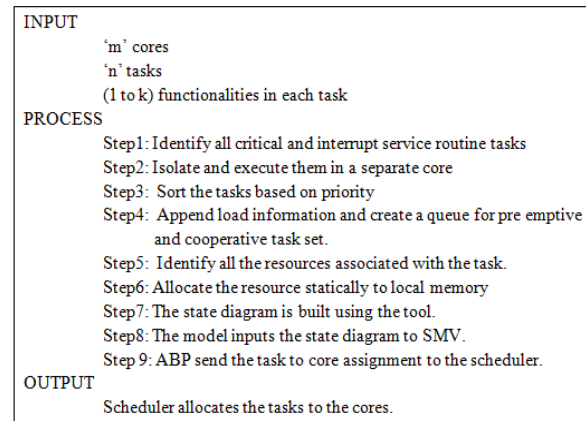 INPUT
‘m’ cores
‘n’ tasks
(1 to k) functionalities in each task
PROCESS
Step1: Identify all critical and interrupt service routine tasks
Step2: Isolate and execute them in a separate core
Step3: Sort the tasks based on priority
Step4: Append load information and create a queue for pre emptive
and cooperative task set.
Step5: Identify all the resources associated with the task.
Step6: Allocate the resource statically to local memory
Step7: The state diagram is built using the tool.
Step8: The model inputs the state diagram to SMV.
Step 9: ABP send the task to core assignment to the scheduler.
OUTPUT
Scheduler allocates the tasks to the cores.